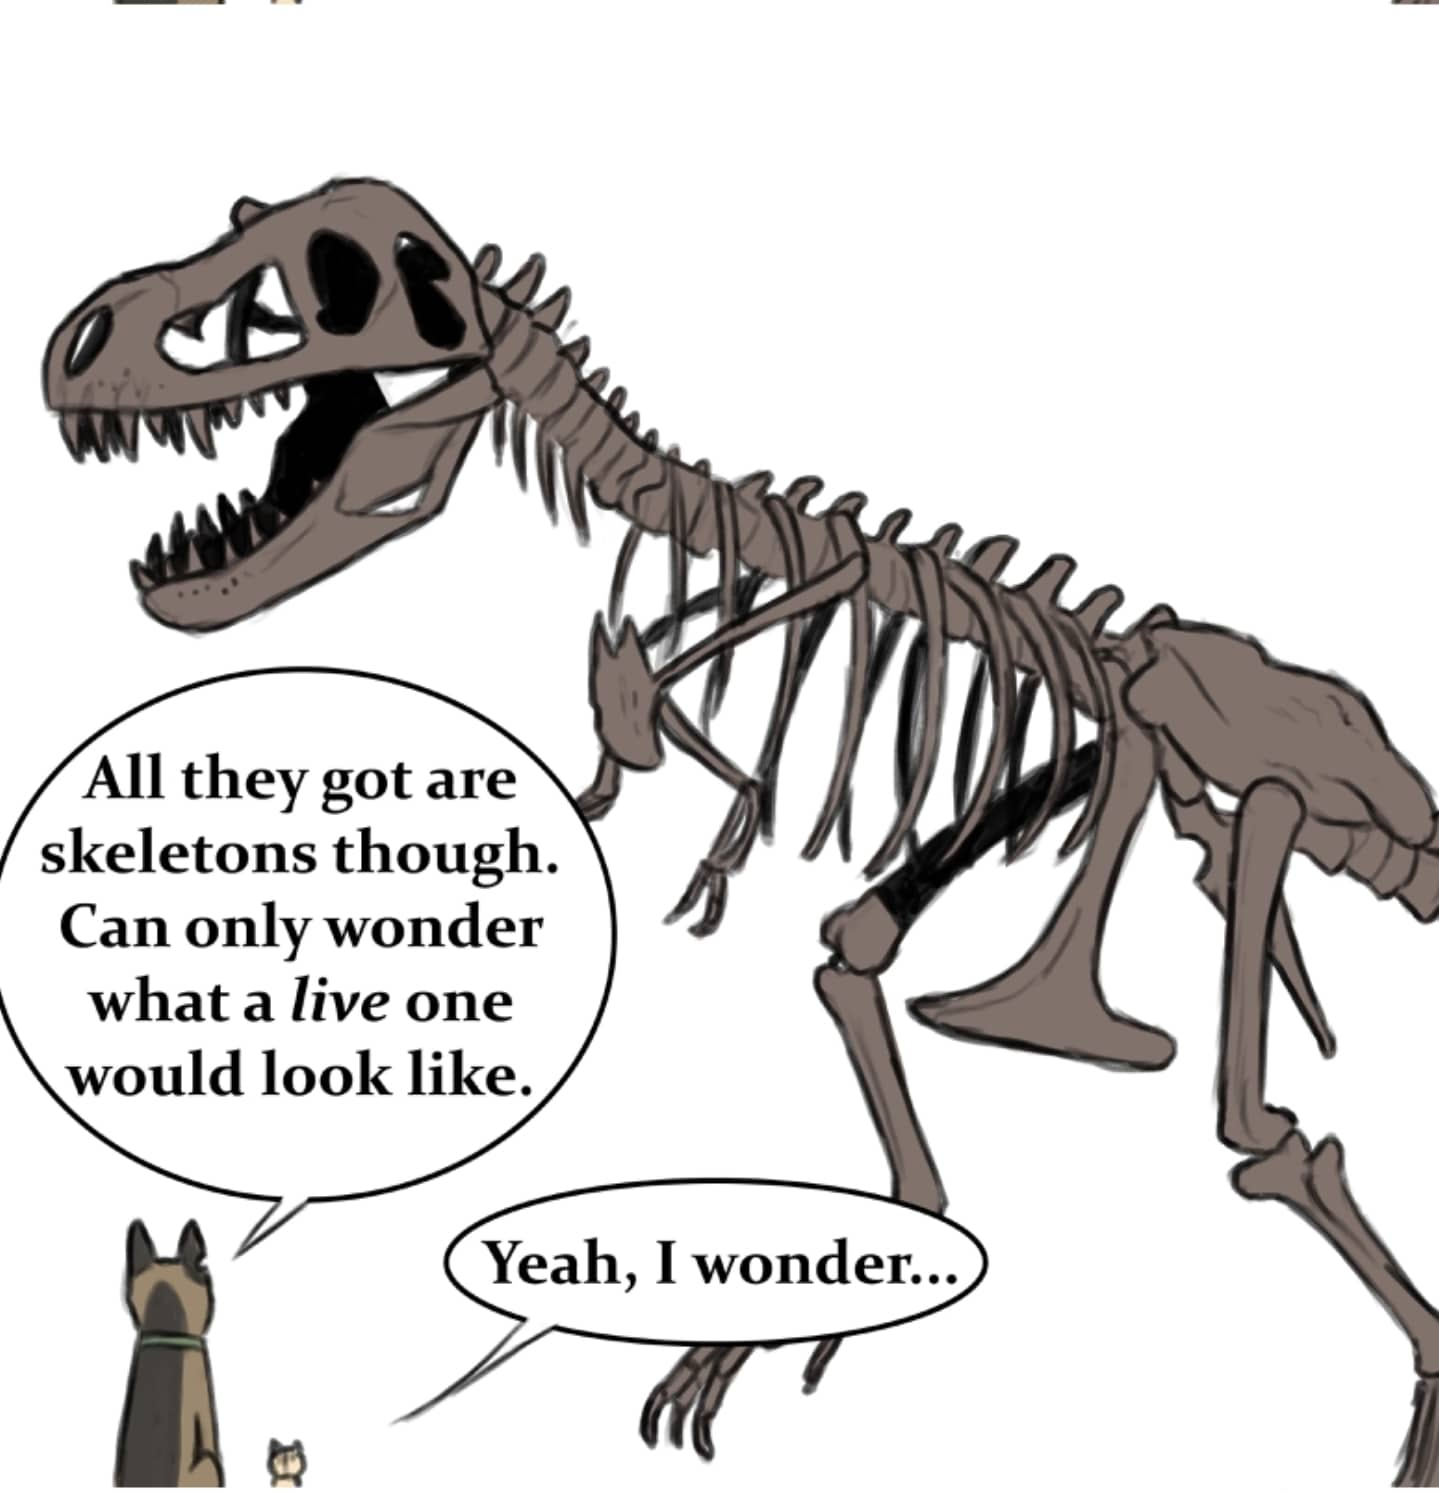 All they got are
skeletons though.
Can only wonder
what a live one
would look like.
Yeah, I wonder...